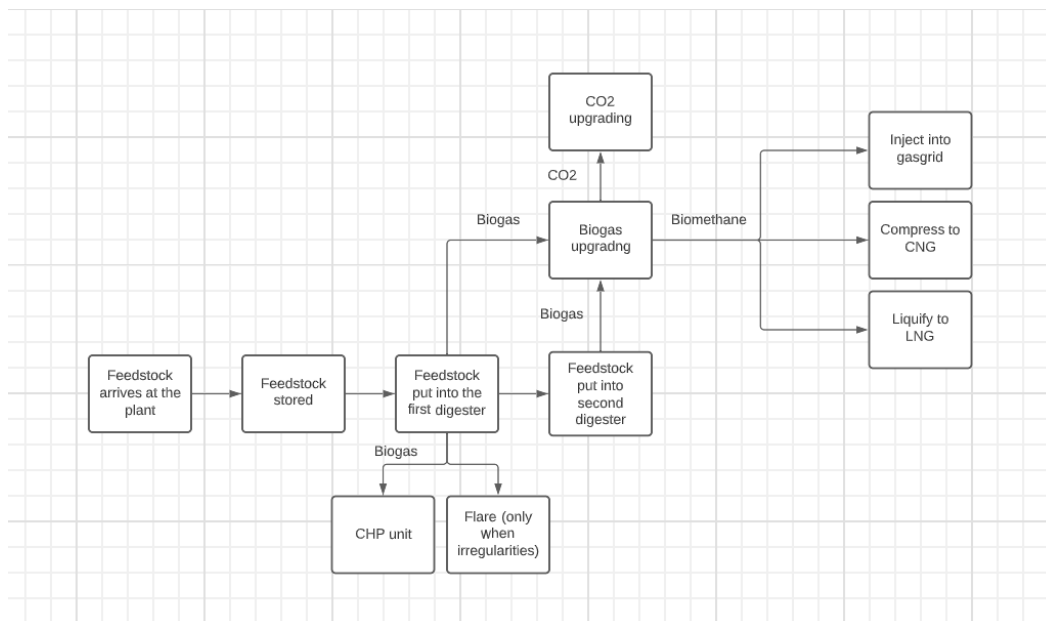 CO2
upgrading
Inject into
gasgrid
CO2
Biogas
Biogas
upgradng
Biomethane
Compress to
CNG
Biogas
Liquify to
LNG
Feedstock
arrives at the
plant
Feedstock
stored
Feedstock
put into the
first digester
Feedstock
put into
second
digester
Biogas
CHP unit
Flare (only
when
irregularities)